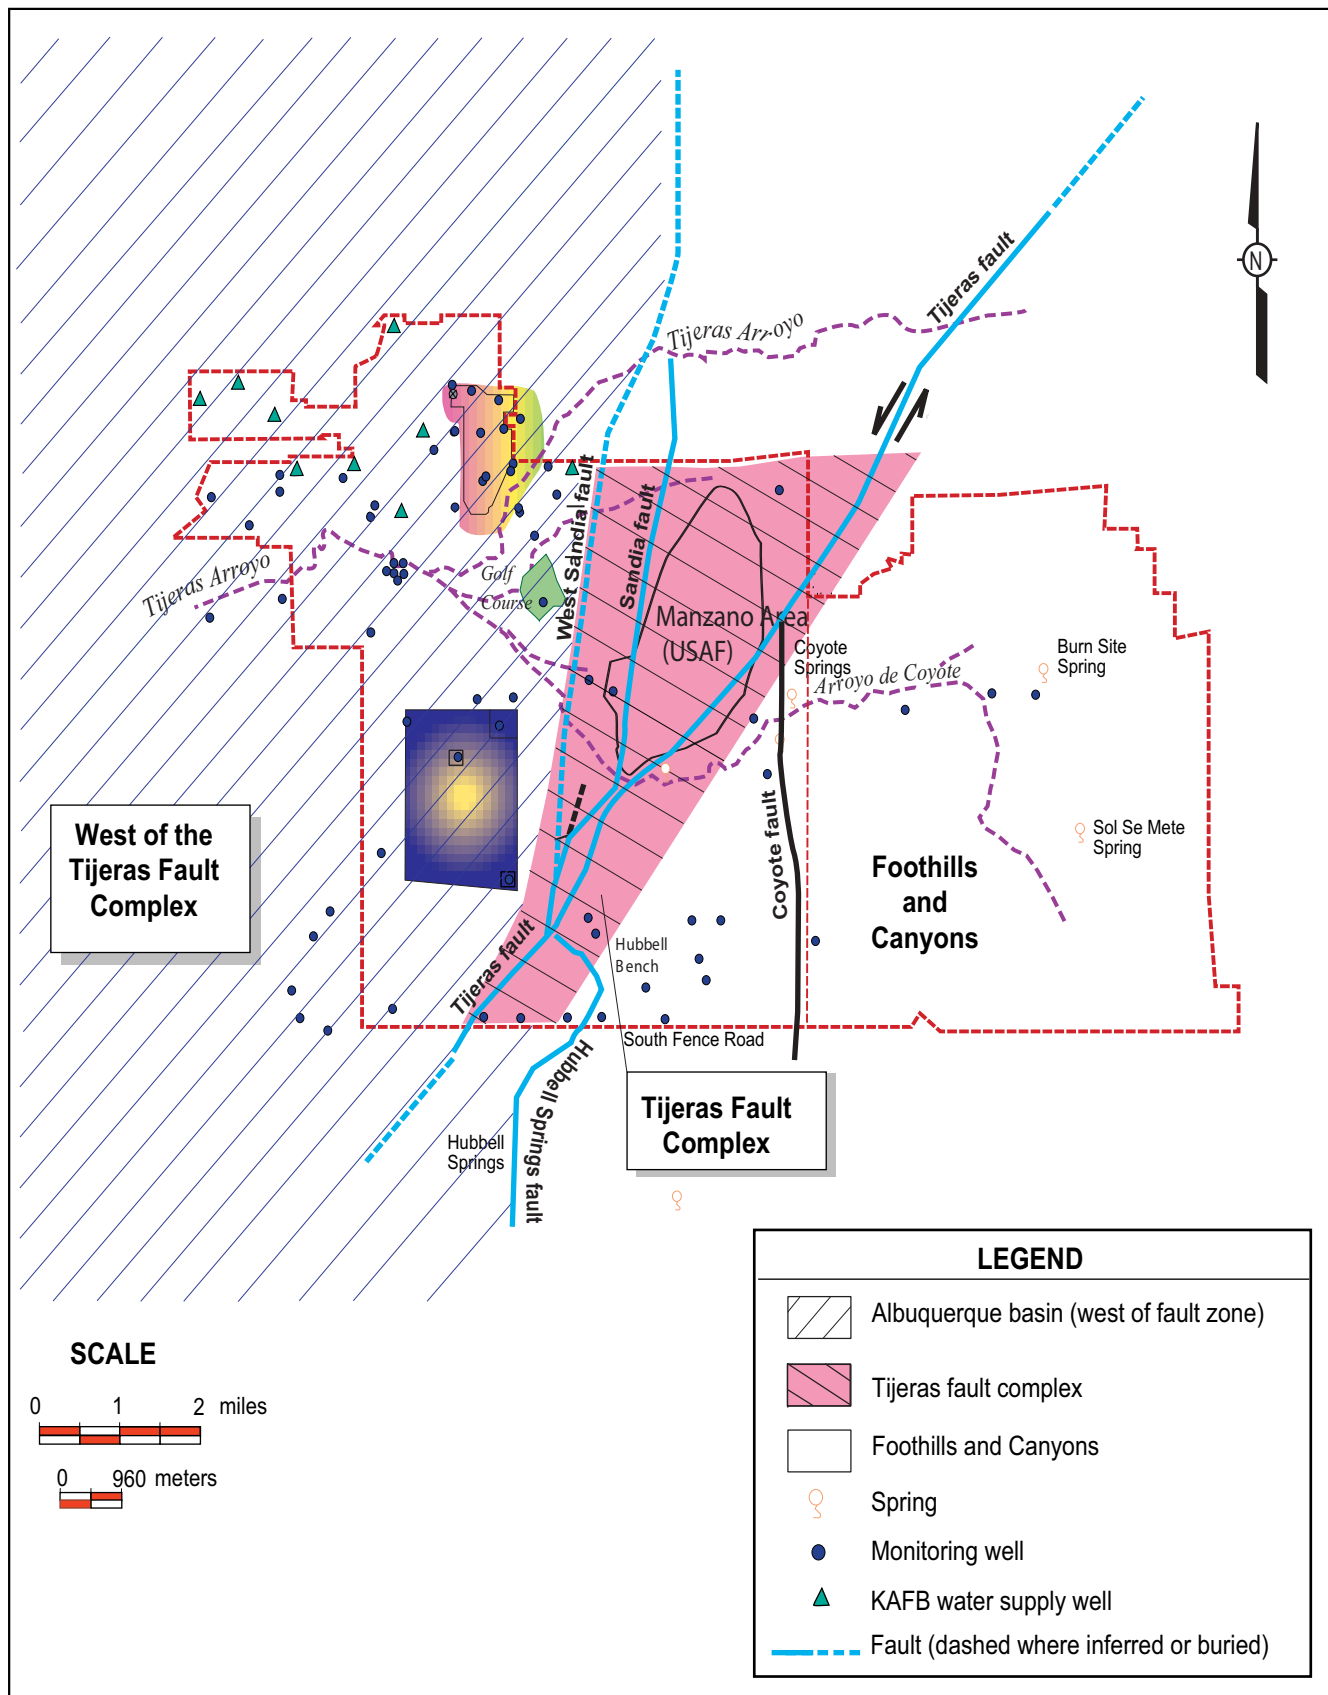 Tijeras fault
N
Tijeras Arroyo
West Sandia fault
Sandia fault
Golf
Course
Tijeras Arroyo
Manzano Area
(USAF)
Coyote
Springs
Arroyo de Coyote
Burn Site
Spring
Sol Se Mete
Spring
West of the
Tijeras Fault
Complex
Coyote fault
Foothills
and
Canyons
Hubbell
Bench
Tijeras fault
South Fence Road
Hubbell Springs fault
Hubbell
Springs
Tijeras Fault
Complex
LEGEND
Albuquerque basin (west of fault zone)
Tijeras fault complex
Foothills and Canyons
Spring
Monitoring well
KAFB water supply well
Fault (dashed where inferred or buried)
SCALE
0 1 2 miles
0 960 meters